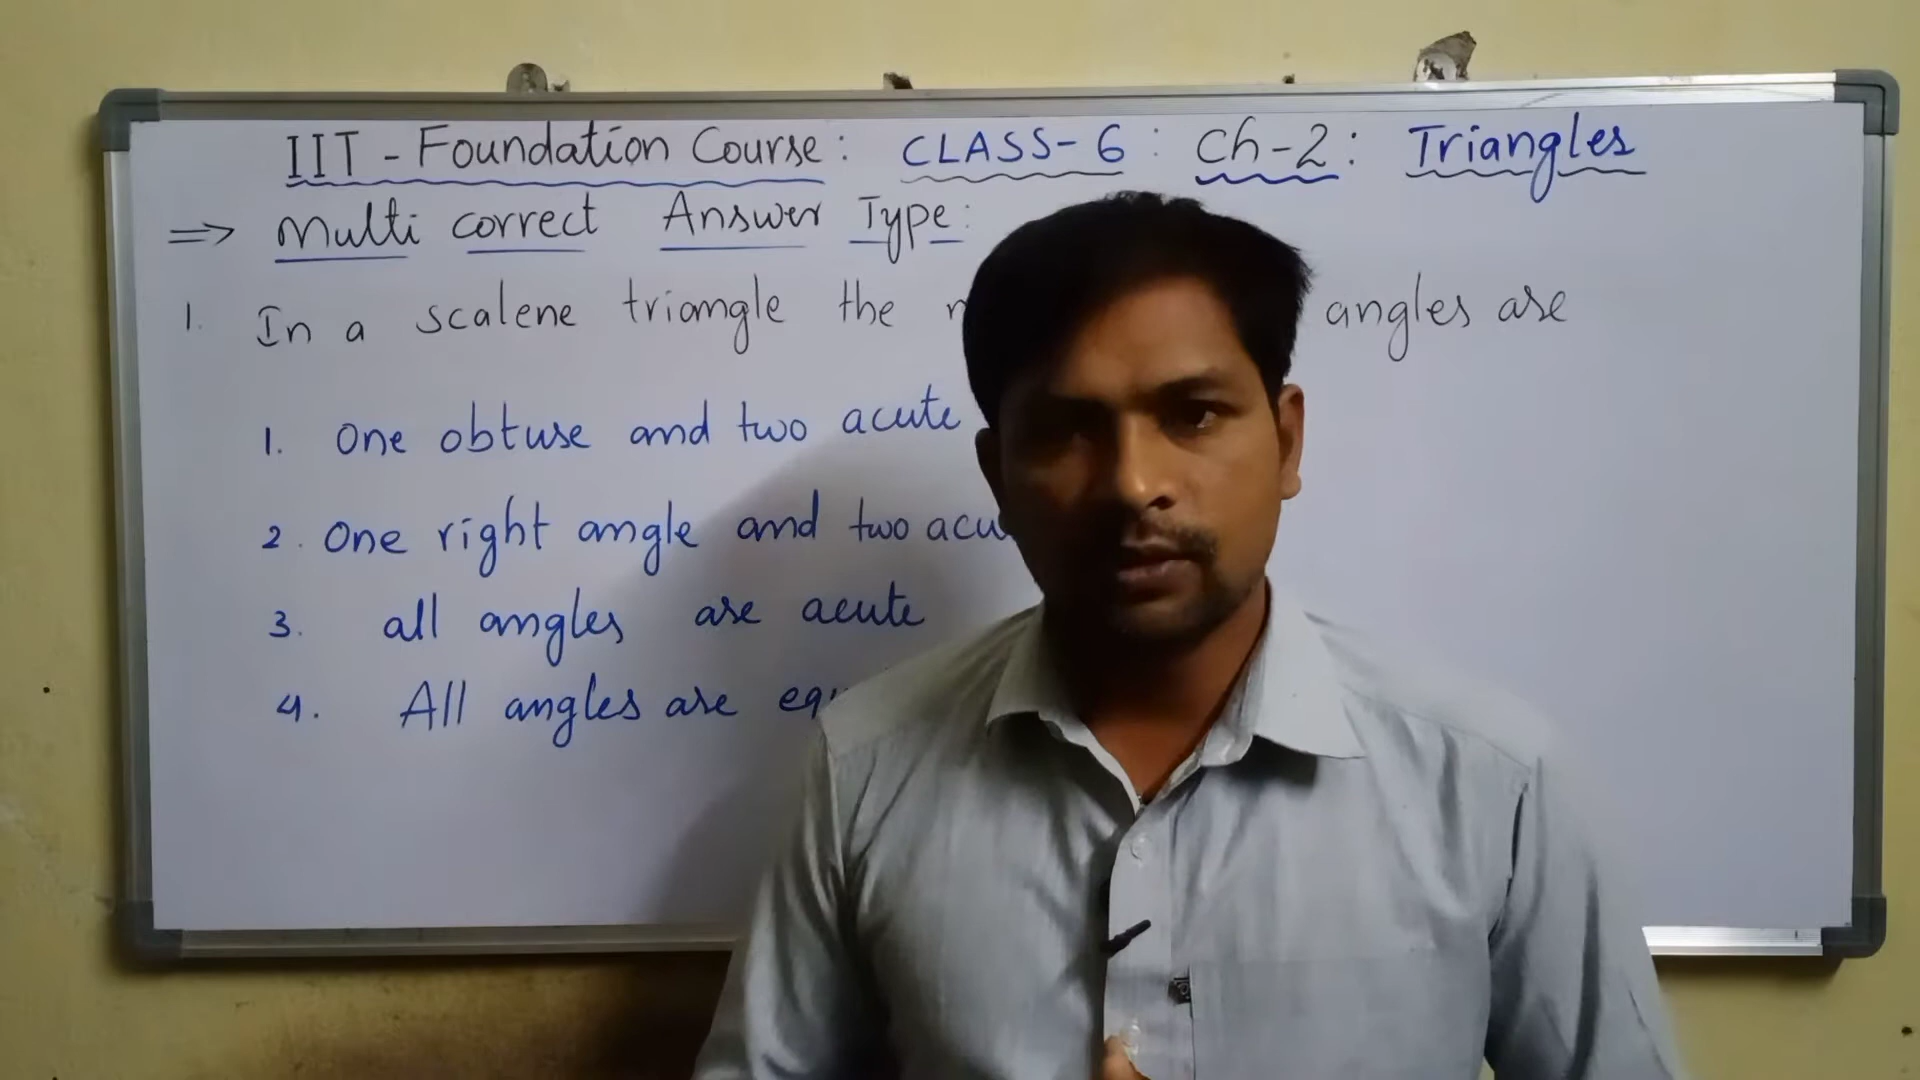 IIT - Foundation Course : CLASS- 6 : Ch-2 : Triangles
⇒ Multi correct Answer Type:
1. In a scalene triangle the angles are
1. One obtuse and two acute
2. One right angle and two
3. all angles are acute
4. All angles are